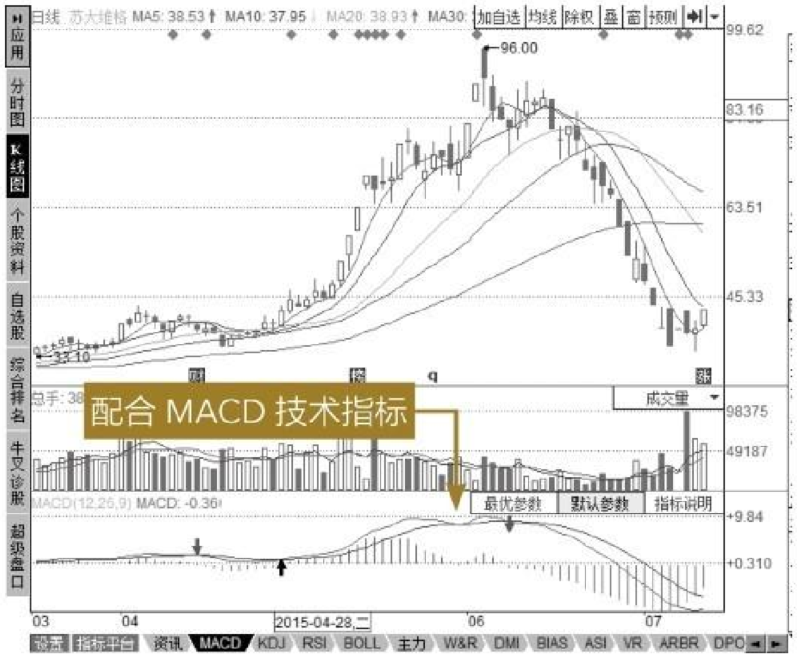 应用
分时图
K线图
个股资料
自选股
综合排名
牛叉诊股
超级盘口
日线 苏大维格 MA5: 38.53↑ MA10: 37.95↓ MA20: 38.93↑ MA30: 加自选 均线 除权 叠 窗 预测
99.62
96.00
83.16
63.51
45.33
33.10
q
总手: 38
成交量
配合 MACD 技术指标
98375
49187
MACD(12,26,9) MACD: -0.36↑
最优参数 默认参数 指标说明
+9.84
+0.310
03 04 2015-04-28,二 06 07
设置 指标平台 资讯 MACD KDJ RSI BOLL 主力 W&R DMI BIAS ASI VR ARBR DPO